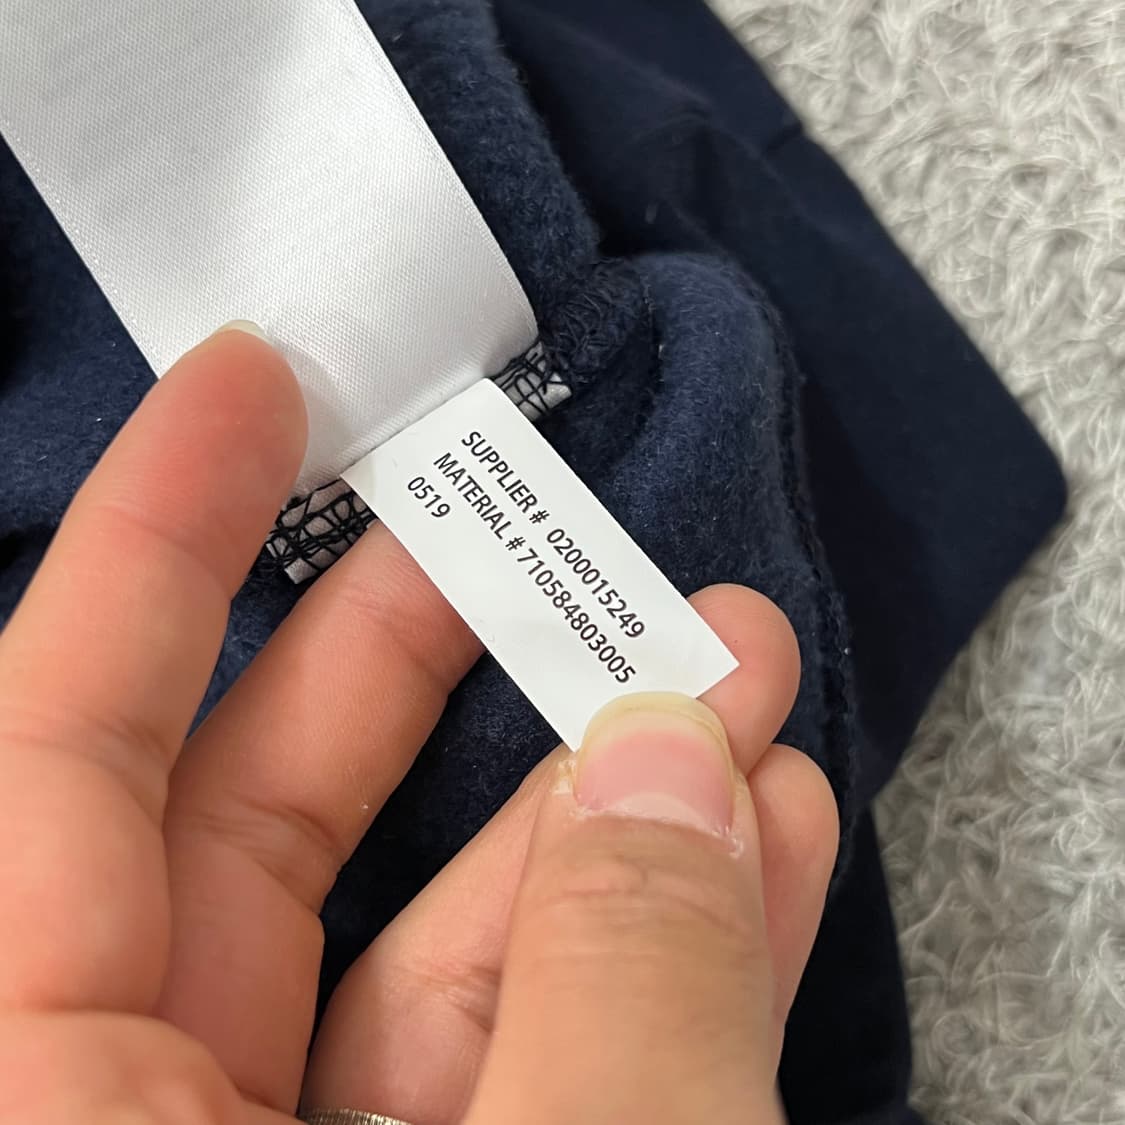 SUPPLIER # 0200015249
MATERIAL # 710584803005
0519